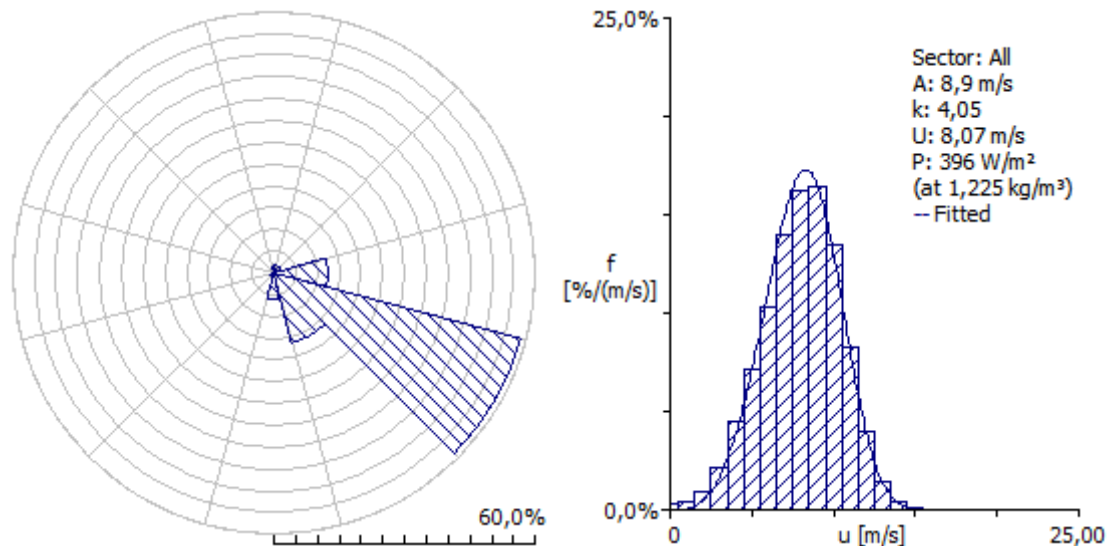 60,0%
25,0%
f
[%/(m/s)]
0,0%
0
u [m/s]
25,00
Sector: All
A: 8,9 m/s
k: 4,05
U: 8,07 m/s
P: 396 W/m²
(at 1,225 kg/m³)
-- Fitted